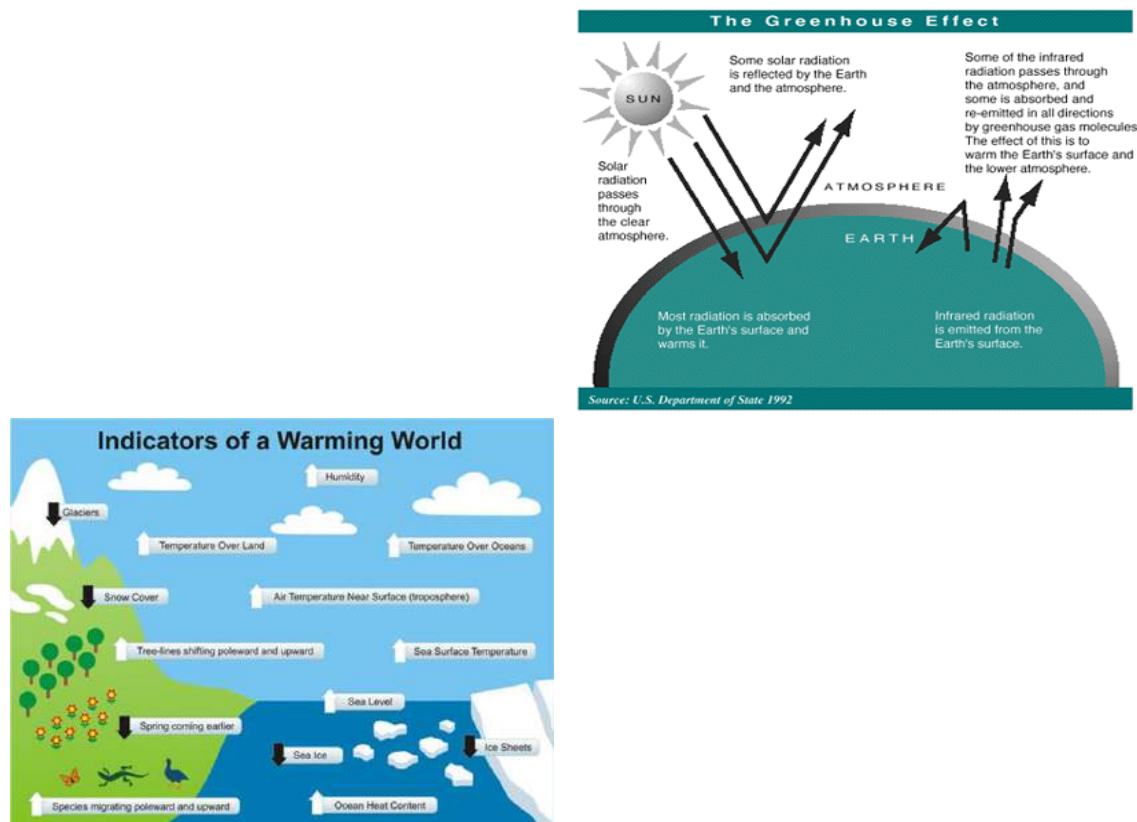 The Greenhouse Effect
Some solar radiation
is reflected by the Earth
and the atmosphere.
Some of the infrared
radiation passes through
the atmosphere, and
some is absorbed and
re-emitted in all directions
by greenhouse gas molecules
The effect of this is to
warm the Earth's surface and
the lower atmosphere.
SUN
Solar
radiation
passes
through
the clear
atmosphere.
ATMOSPHERE
EARTH
Most radiation is absorbed
by the Earth's surface and
warms it.
Infrared radiation
is emitted from the
Earth's surface.
Source: U.S. Department of State 1992
Indicators of a Warming World
Humidity
Glaciers
Temperature Over Land
Temperature Over Oceans
Snow Cover
Air Temperature Near Surface (troposphere)
Tree-lines shifting poleward and upward
Sea Surface Temperature
Sea Level
Spring coming earlier
Sea Ice
Ice Sheets
Species migrating poleward and upward
Ocean Heat Content